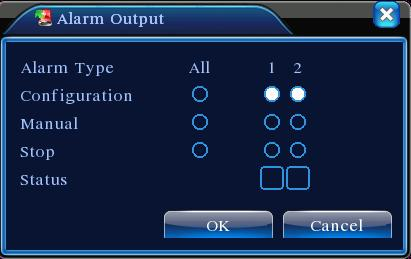 Alarm Output
Alarm Type All 1 2
Configuration
Manual
Stop
Status
OK Cancel